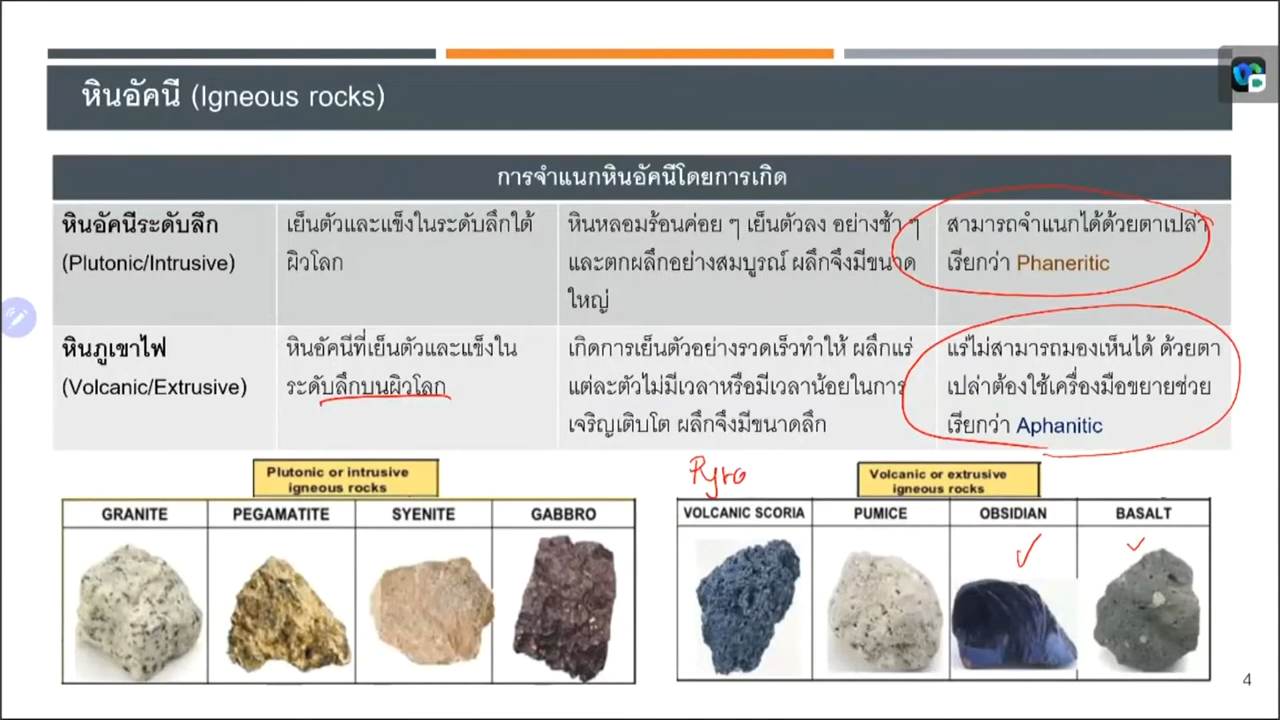 หินอัคนี (Igneous rocks)
การจำแนกหินอัคนีโดยการเกิด
หินอัคนีระดับลึก
(Plutonic/Intrusive)
เย็นตัวและแข็งในระดับลึกใต้
ผิวโลก
หินหลอมร้อนค่อย ๆ เย็นตัวลง อย่างช้า ๆ
และตกผลึกอย่างสมบูรณ์ ผลึกจึงมีขนาด
ใหญ่
สามารถจำแนกได้ด้วยตาเปล่า
เรียกว่า Phaneritic
หินภูเขาไฟ
(Volcanic/Extrusive)
หินอัคนีที่เย็นตัวและแข็งใน
ระดับลึกบนผิวโลก
เกิดการเย็นตัวอย่างรวดเร็วทำให้ ผลึกแร่
แต่ละตัวไม่มีเวลาหรือมีเวลาน้อยในการ
เจริญเติบโต ผลึกจึงมีขนาดลึก
แร่ไม่สามารถมองเห็นได้ ด้วยตา
เปล่าต้องใช้เครื่องมือขยายช่วย
เรียกว่า Aphanitic
Plutonic or intrusive
igneous rocks
GRANITE
PEGAMATITE
SYENITE
GABBRO
Pyro
Volcanic or extrusive
igneous rocks
VOLCANIC SCORIA
PUMICE
OBSIDIAN
BASALT
4